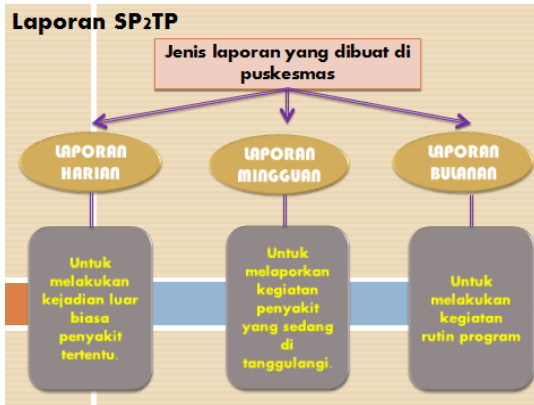 Laporan SP2TP
Jenis laporan yang dibuat di
puskesmas
LAPORAN
HARIAN
LAPORAN
MINGGUAN
LAPORAN
BULANAN
Untuk
melakukan
kejadian luar
biasa
penyakit
tertentu.
Untuk
melaporkan
kegiatan
penyakit
yang sedang
di
tanggulangi.
Untuk
melakukan
kegiatan
rutin program